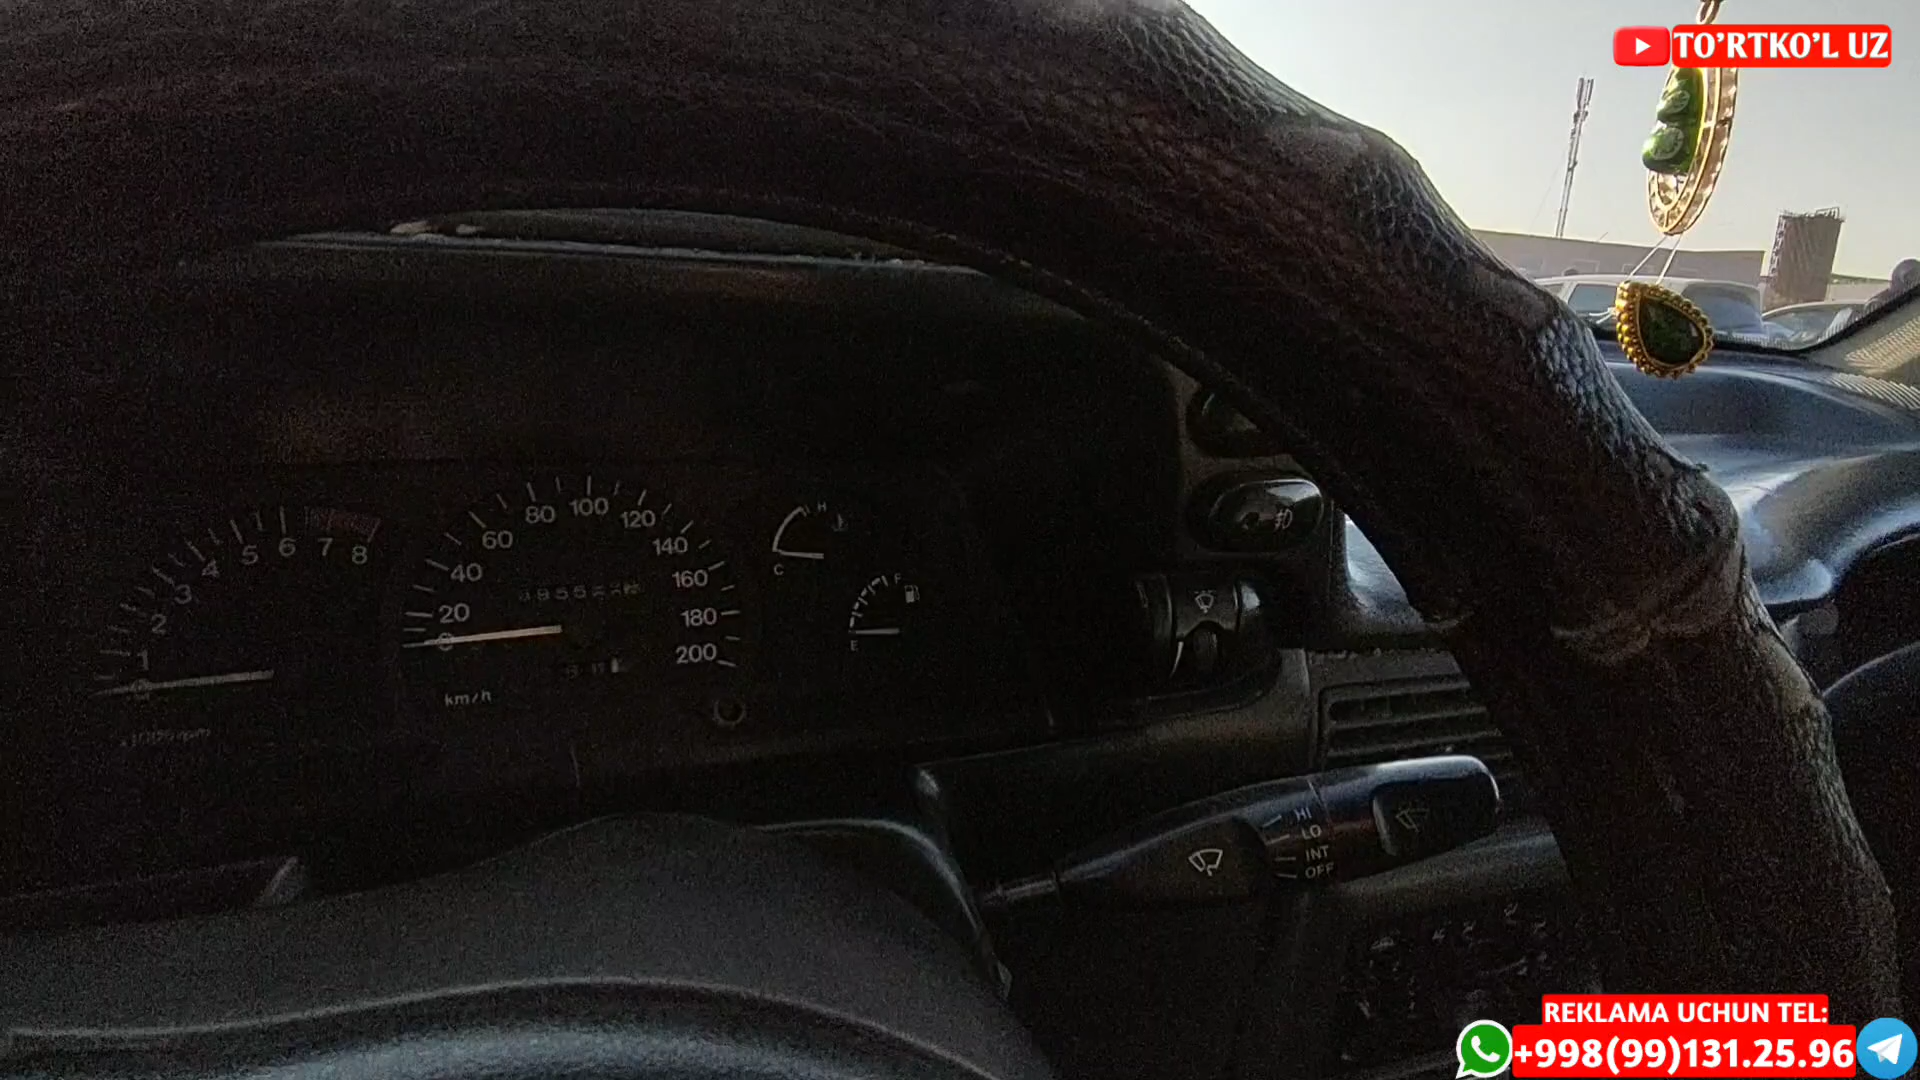 TO'RTKO'L UZ
1
2
3
4
5
6
7
8
0
20
40
60
80
100
120
140
160
180
200
km/h
H
C
F
E
HI
LO
INT
OFF
REKLAMA UCHUN TEL:
+998(99)131.25.96